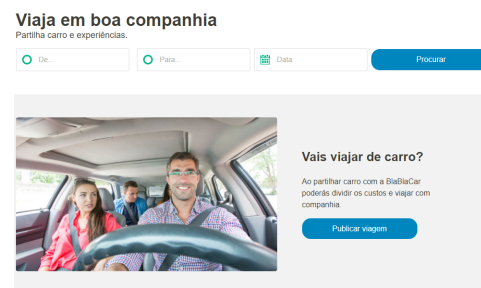 Viaja em boa companhia
Partilha carro e experiências.
De...
Para...
Data
Procurar
Vais viajar de carro?
Ao partilhar carro com a BlaBlaCar
poderás dividir os custos e viajar com
companhia.
Publicar viagem